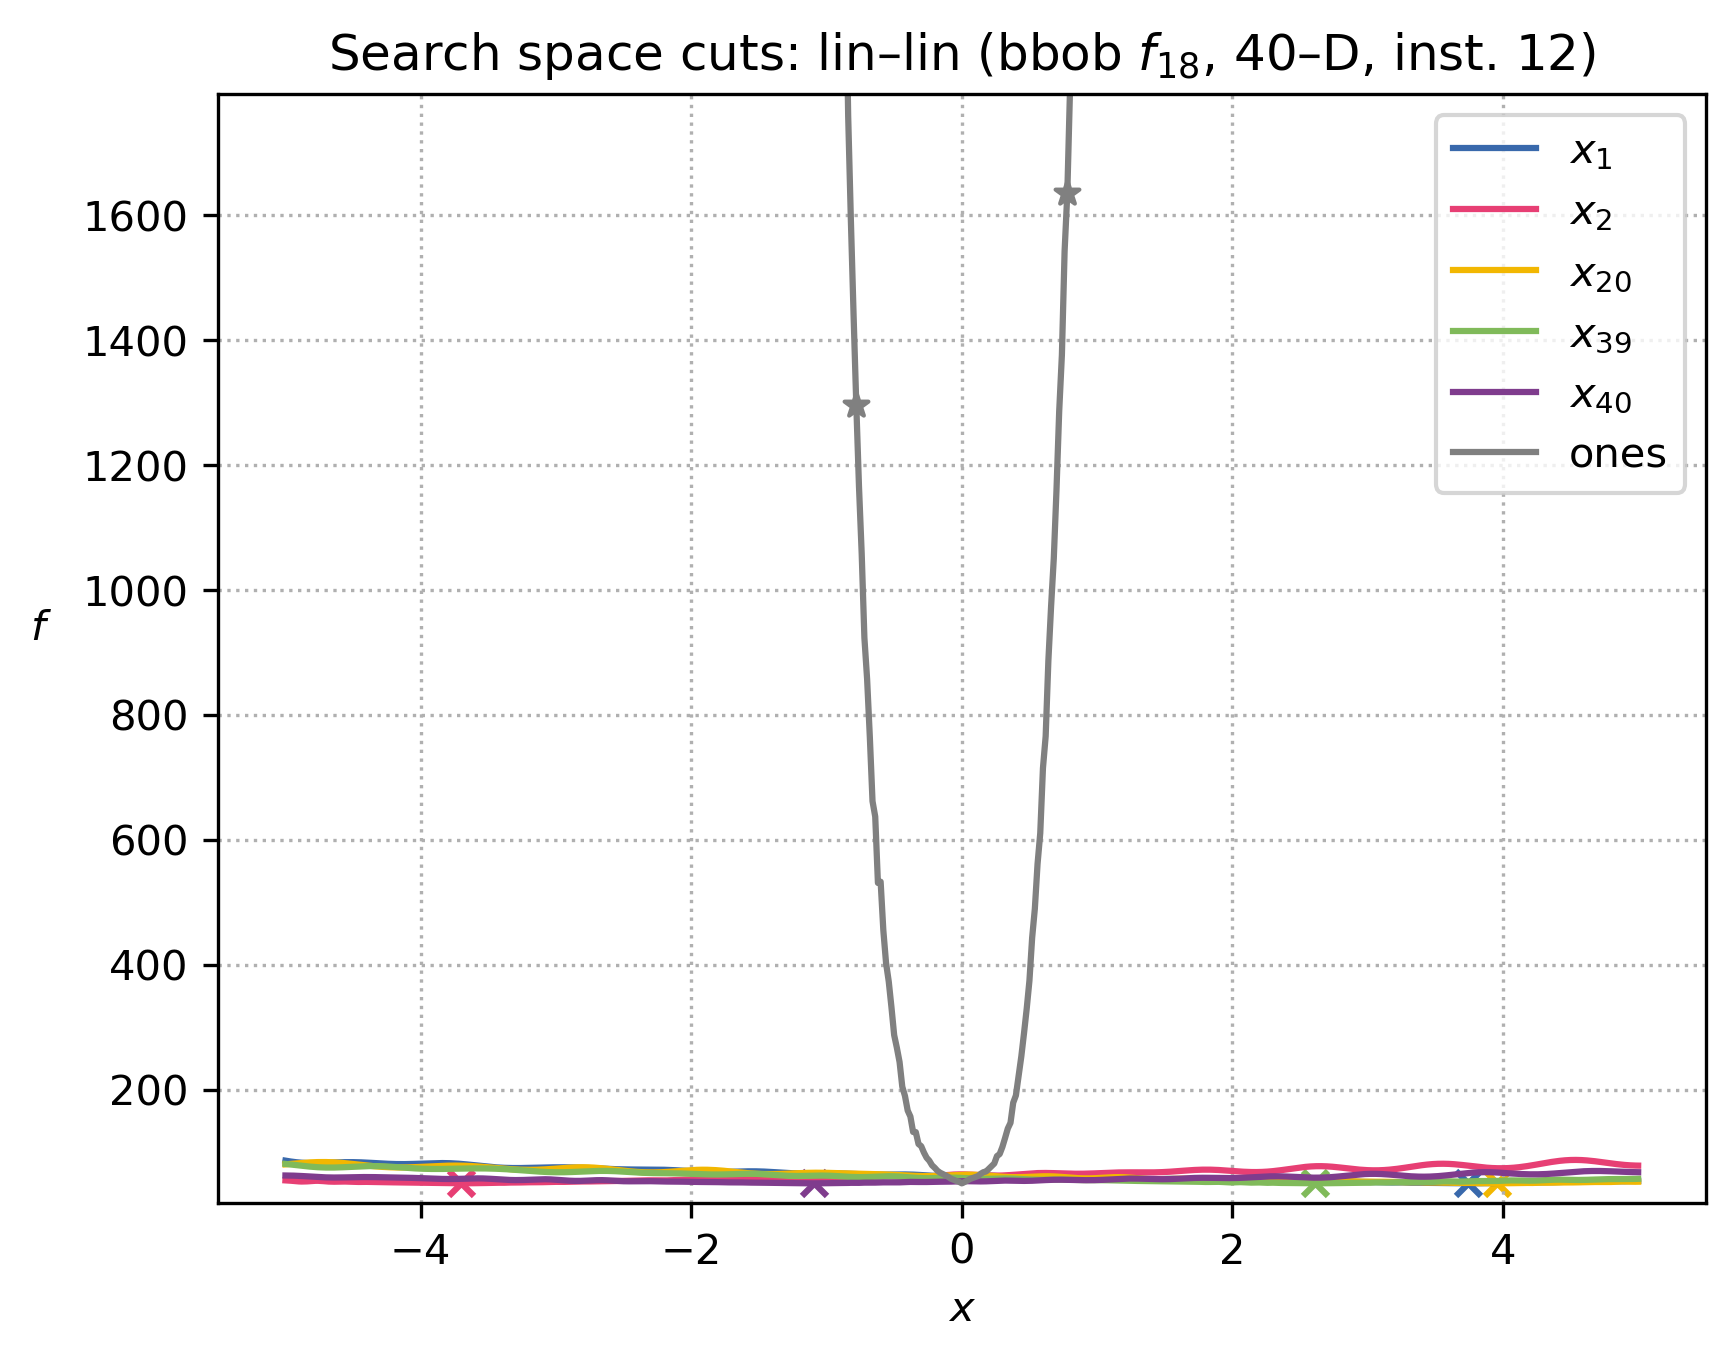 Search space cuts: lin–lin (bbob f₁₈, 40–D, inst. 12)
x₁
x₂
x₂₀
x₃₉
x₄₀
ones
1600
1400
1200
1000
800
600
400
200
f
−4
−2
0
2
4
x